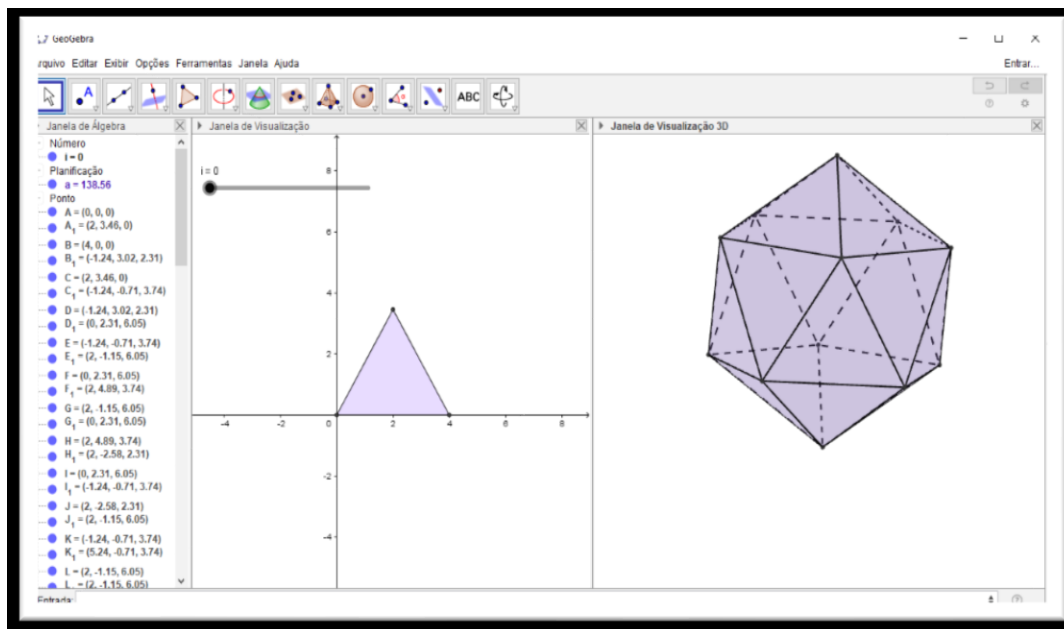 GeoGebra
Arquivo Editar Exibir Opções Ferramentas Janela Ajuda
Entrar...
ABC
Janela de Álgebra
Janela de Visualização
Janela de Visualização 3D
Número
i = 0
Planificação
a = 138.56
Ponto
A = (0, 0, 0)
A₁ = (2, 3.46, 0)
B = (4, 0, 0)
B₁ = (-1.24, 3.02, 2.31)
C = (2, 3.46, 0)
C₁ = (-1.24, -0.71, 3.74)
D = (-1.24, 3.02, 2.31)
D₁ = (0, 2.31, 6.05)
E = (-1.24, -0.71, 3.74)
E₁ = (2, -1.15, 6.05)
F = (0, 2.31, 6.05)
F₁ = (2, 4.89, 3.74)
G = (2, -1.15, 6.05)
G₁ = (0, 2.31, 6.05)
H = (2, 4.89, 3.74)
H₁ = (2, -2.58, 2.31)
I = (0, 2.31, 6.05)
I₁ = (-1.24, -0.71, 3.74)
J = (2, -2.58, 2.31)
J₁ = (2, -1.15, 6.05)
K = (-1.24, -0.71, 3.74)
K₁ = (5.24, -0.71, 3.74)
L = (2, -1.15, 6.05)
L₁ = (2, -1.15, 6.05)
i = 0
8
6
4
2
-4 -2 0 2 4 6 8
-2
-4
Entrada: